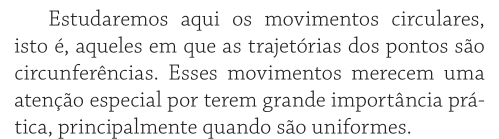 Estudaremos aqui os movimentos circulares,
isto é, aqueles em que as trajetórias dos pontos são
circunferências. Esses movimentos merecem uma
atenção especial por terem grande importância prá-
tica, principalmente quando são uniformes.